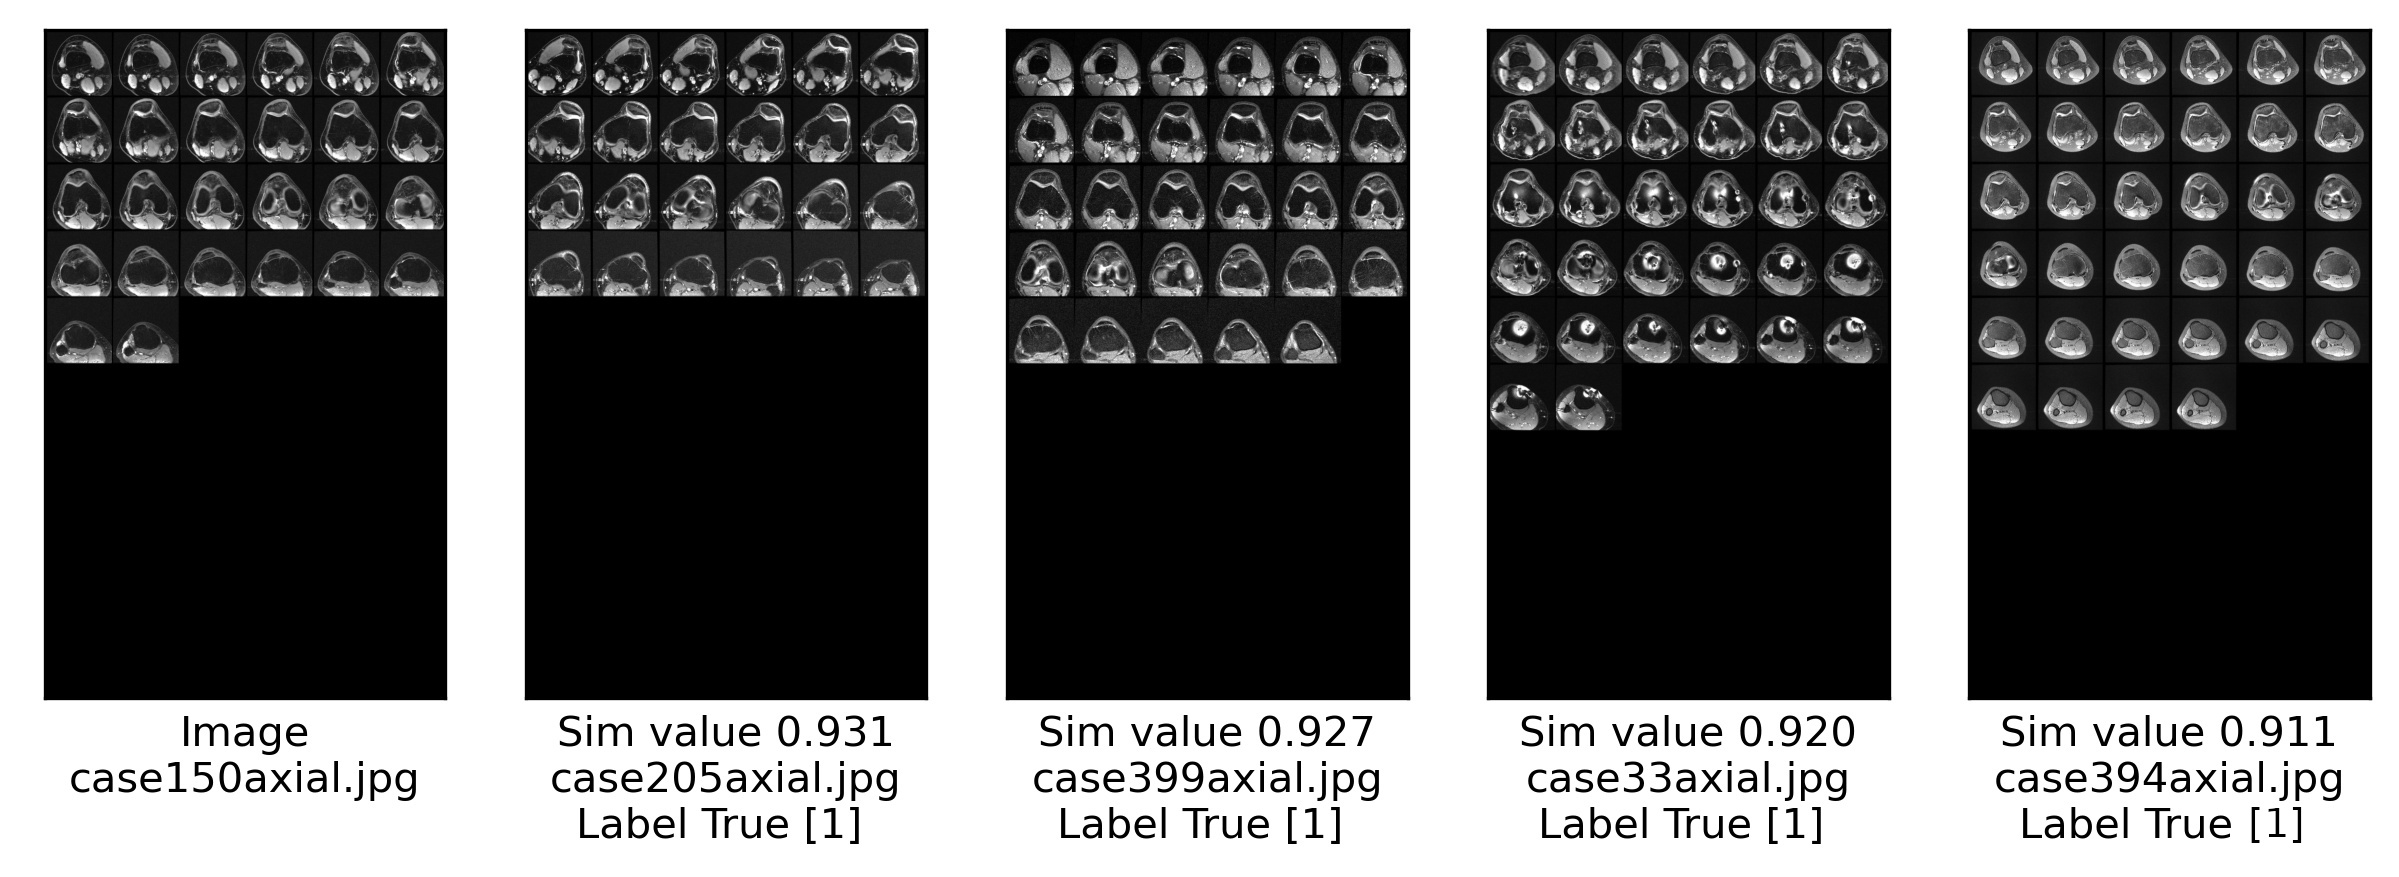 Image
case150axial.jpg
Sim value 0.931
case205axial.jpg
Label True [1]
Sim value 0.927
case399axial.jpg
Label True [1]
Sim value 0.920
case33axial.jpg
Label True [1]
Sim value 0.911
case394axial.jpg
Label True [1]